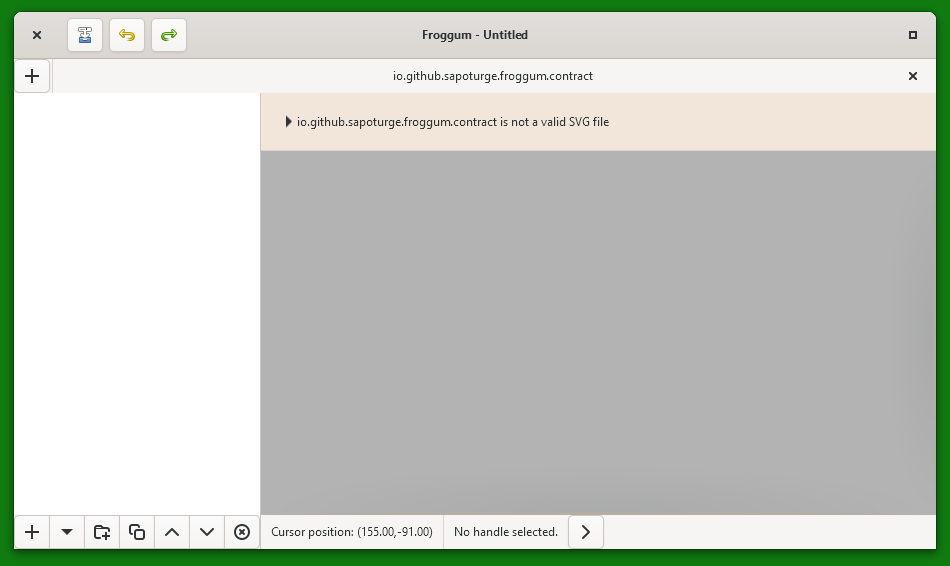 Froggum - Untitled
io.github.sapoturge.froggum.contract
io.github.sapoturge.froggum.contract is not a valid SVG file
Cursor position: (155.00,-91.00)
No handle selected.